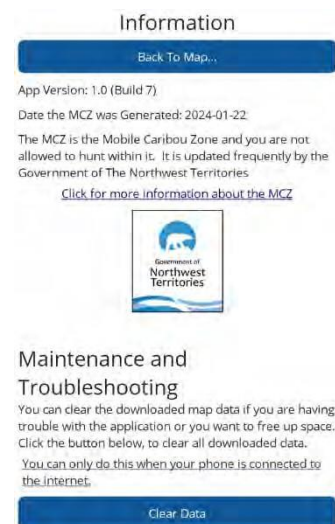 Information
Back To Map...
App Version: 1.0 (Build 7)
Date the MCZ was Generated: 2024-01-22
The MCZ is the Mobile Caribou Zone and you are not
allowed to hunt within it. It is updated frequently by the
Government of The Northwest Territories
Click for more information about the MCZ
Government of
Northwest
Territories
Maintenance and
Troubleshooting
You can clear the downloaded map data if you are having
trouble with the application or you want to free up space.
Click the button below, to clear all downloaded data.
You can only do this when your phone is connected to
the internet.
Clear Data